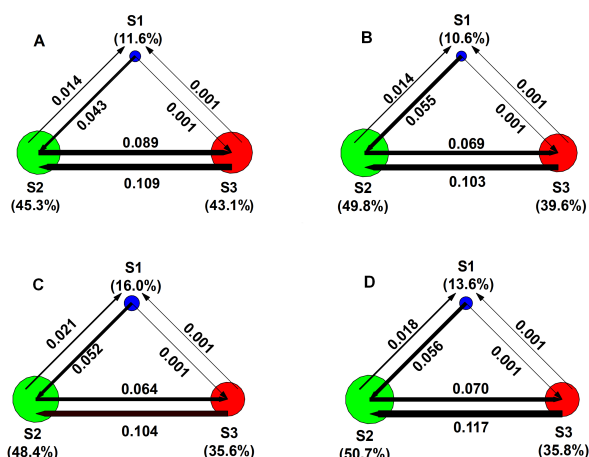 A
S1
(11.6%)
0.014
0.043
0.001
0.001
0.089
0.109
S2
(45.3%)
S3
(43.1%)
B
S1
(10.6%)
0.014
0.055
0.001
0.001
0.069
0.103
S2
(49.8%)
S3
(39.6%)
C
S1
(16.0%)
0.021
0.052
0.001
0.001
0.064
0.104
S2
(48.4%)
S3
(35.6%)
D
S1
(13.6%)
0.018
0.056
0.001
0.001
0.070
0.117
S2
(50.7%)
S3
(35.8%)